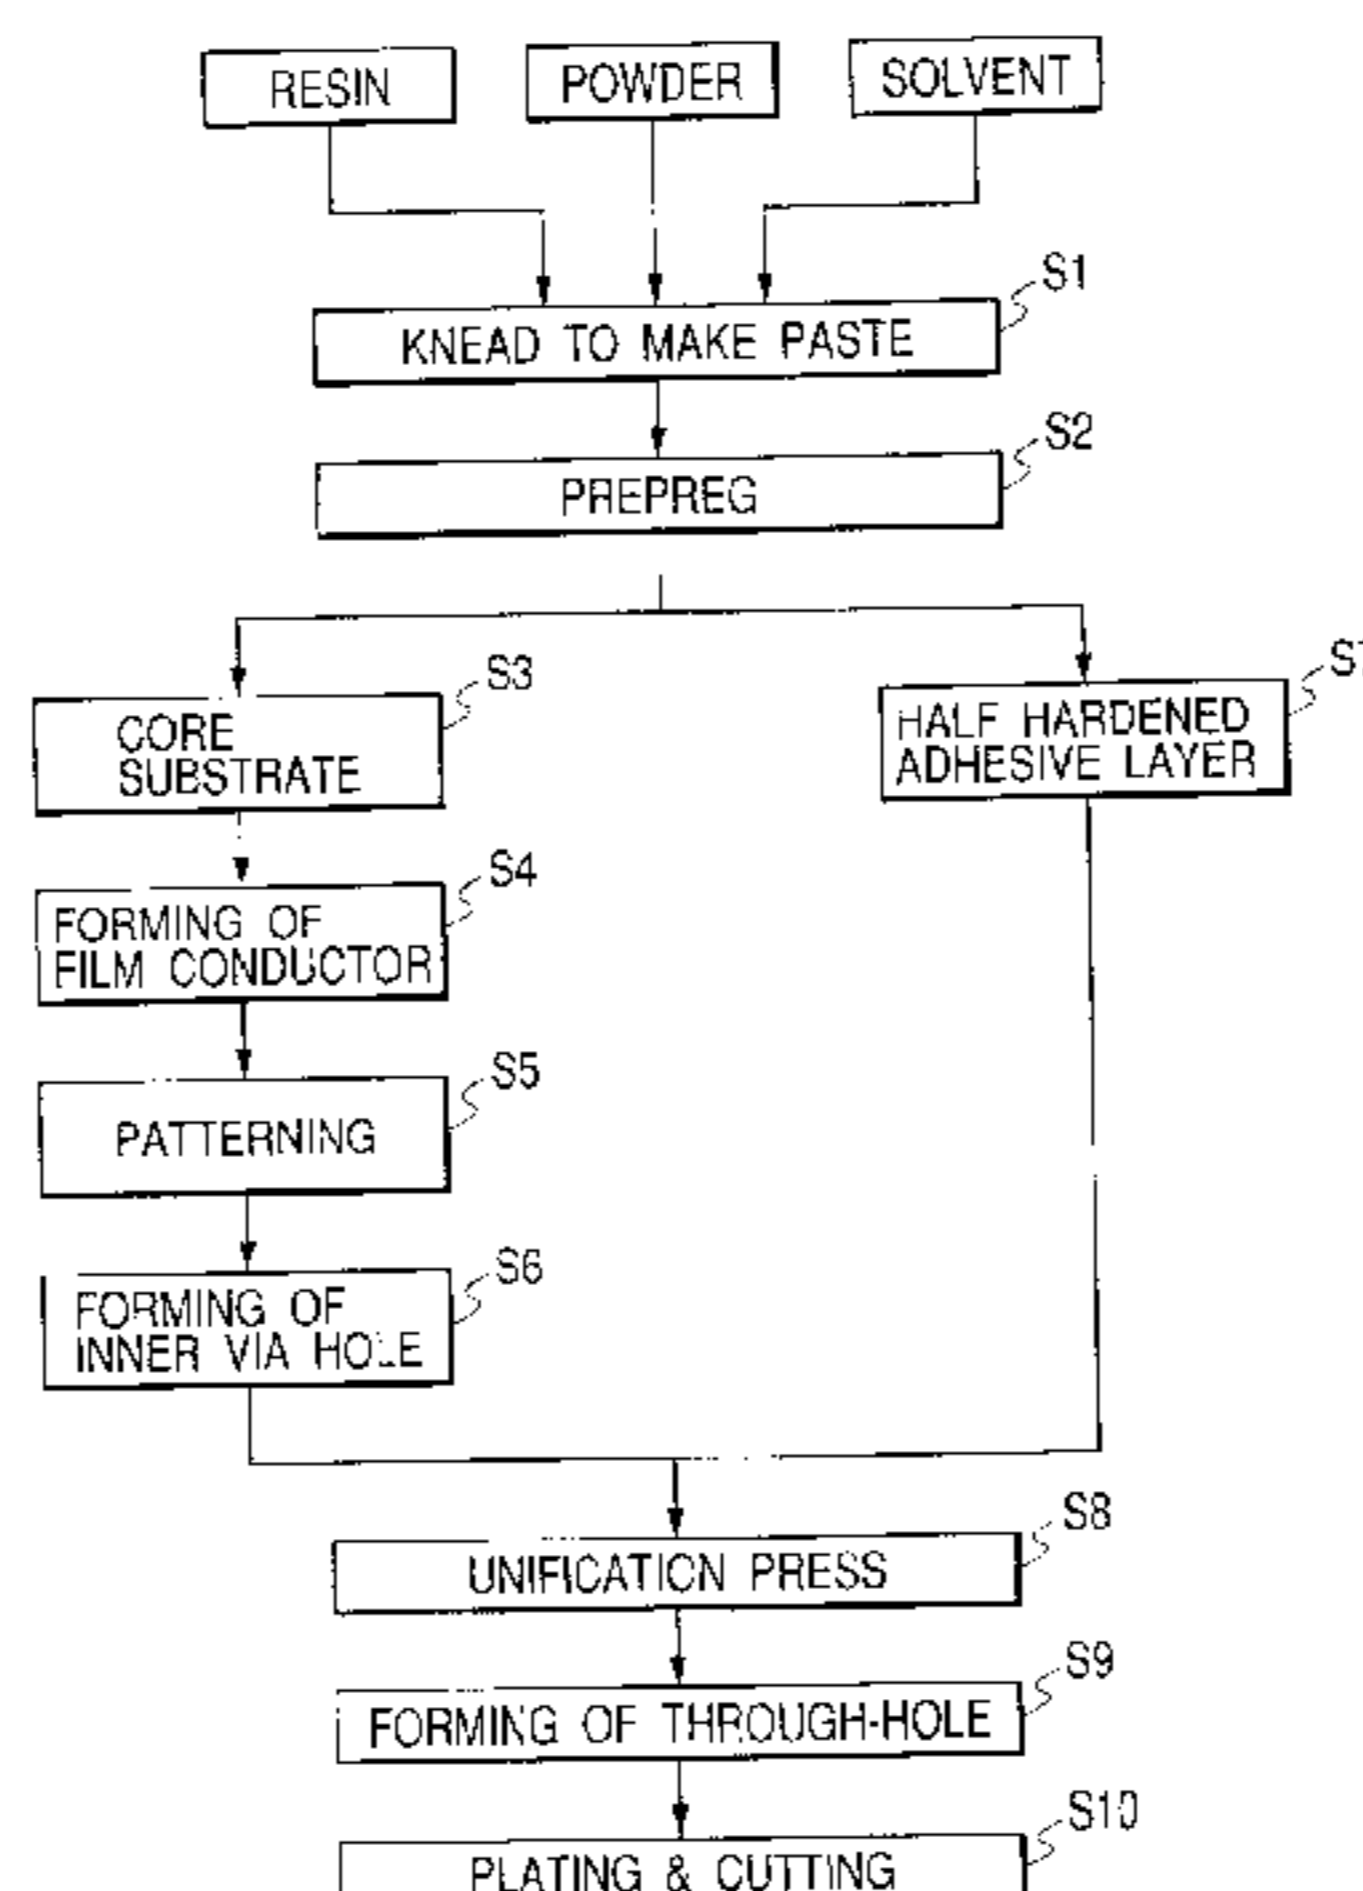 RESIN
POWDER
SOLVENT
S1
KNEAD TO MAKE PASTE
S2
PREPREG
S3
CORE
SUBSTRATE
S7
HALF HARDENED
ADHESIVE LAYER
S4
FORMING OF
FILM CONDUCTOR
S5
PATTERNING
S6
FORMING OF
INNER VIA HOLE
S8
UNIFICATION PRESS
S9
FORMING OF THROUGH-HOLE
S10
PLATING & CUTTING